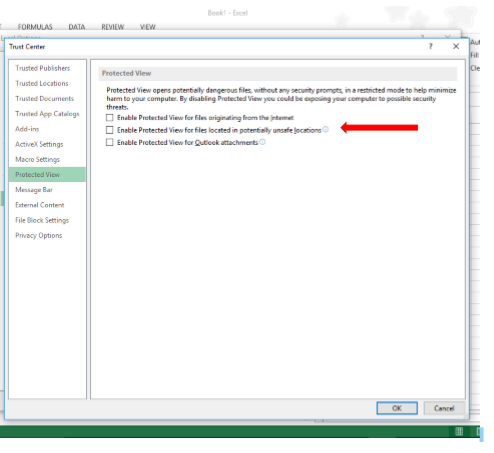 Book1 - Excel
FORMULAS DATA REVIEW VIEW
Trust Center ? ×
Aut
Fill
Cle
Trusted Publishers
Trusted Locations
Trusted Documents
Trusted App Catalogs
Add-ins
ActiveX Settings
Macro Settings
Protected View
Message Bar
External Content
File Block Settings
Privacy Options
Protected View
Protected View opens potentially dangerous files, without any security prompts, in a restricted mode to help minimize
harm to your computer. By disabling Protected View you could be exposing your computer to possible security
threats.
Enable Protected View for files originating from the Internet
Enable Protected View for files located in potentially unsafe locations
Enable Protected View for Outlook attachments
OK Cancel